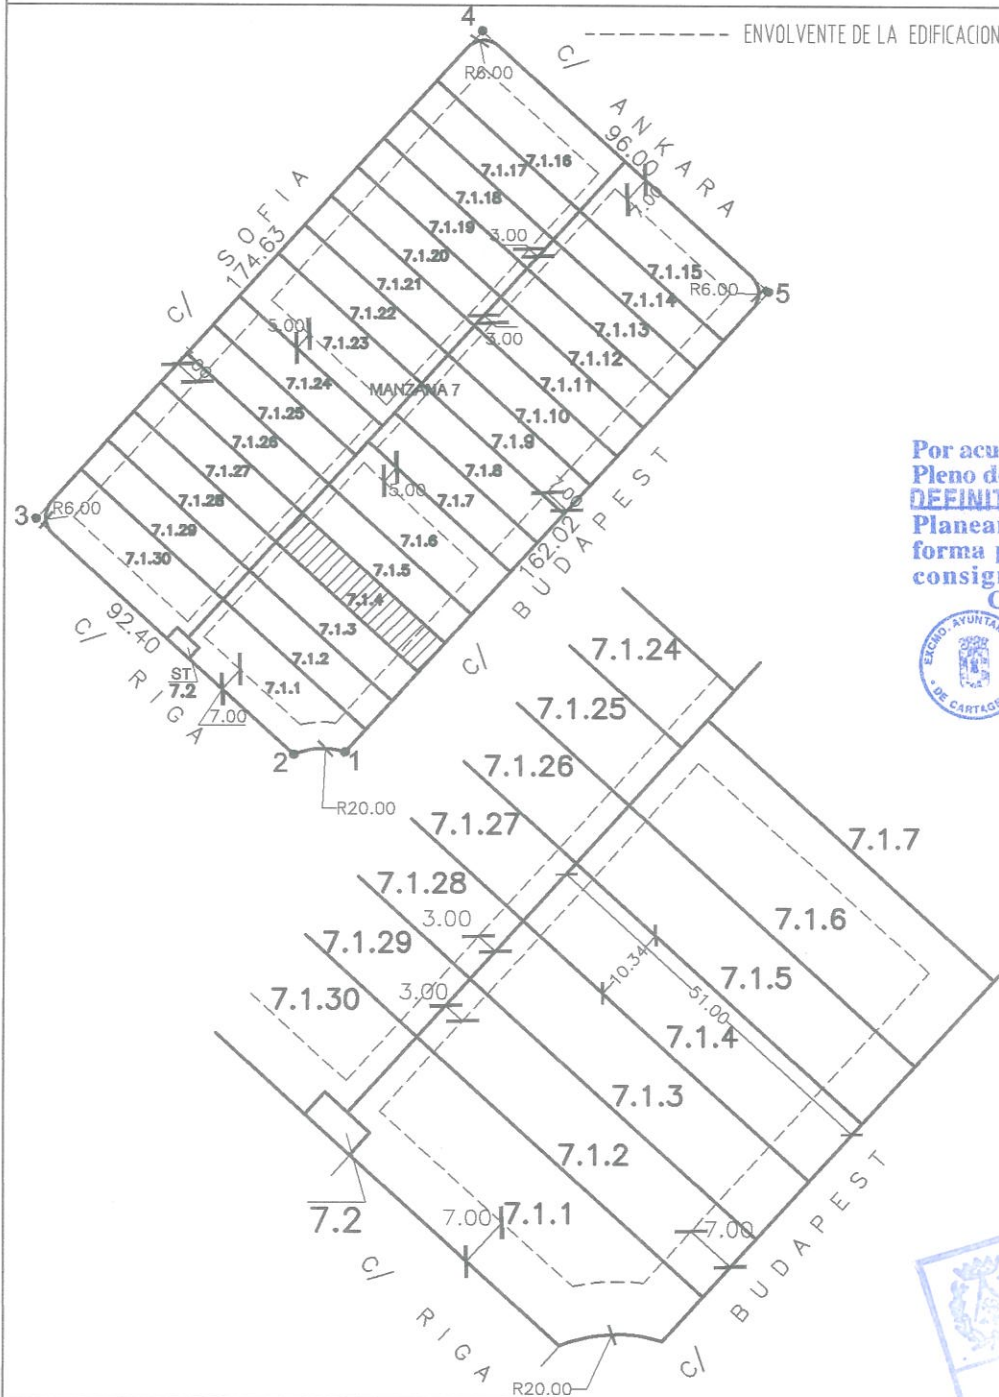 4
ENVOLVENTE DE LA EDIFICACION
R6.00
C/ ANKARA
96.00
7.1.16
7.1.17
7.1.18
7.1.19
7.1.20
7.1.21
7.1.22
7.1.23
7.1.24
7.1.25
7.1.26
7.1.27
7.1.28
7.1.29
7.1.30
C/ SOFIA
174.63
3.00
3.00
5.00
R6.00
5
7.1.15
7.1.14
7.1.13
7.1.12
7.1.11
7.1.10
7.1.9
7.1.8
7.1.7
7.1.6
7.1.5
7.1.4
7.1.3
7.1.2
7.1.1
MANZANA 7
5.00
7.00
162.02
C/ BUDAPEST
3
R6.00
92.40
C/ RIGA
ST
7.2
7.00
2
1
R20.00
Por acu
Pleno d
DEFINIT
Planear
forma p
consign
C
EXCMO. AYUNTA
DE CARTAGE
7.1.24
7.1.25
7.1.26
7.1.27
7.1.28
7.1.29
7.1.30
3.00
3.00
10.34
51.00
7.1.7
7.1.6
7.1.5
7.1.4
7.1.3
7.1.2
7.1.1
7.2
7.00
7.00
C/ RIGA
C/ BUDAPEST
R20.00